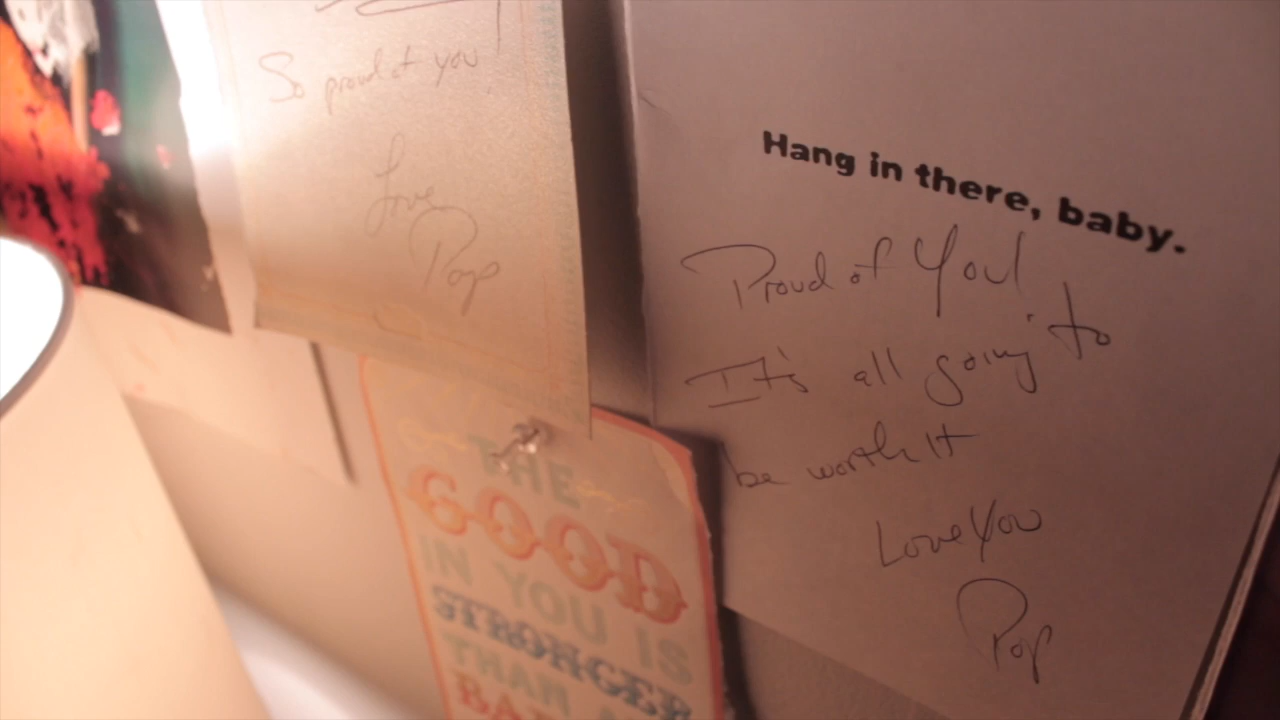 So proud of you!
Love,
Pop
Hang in there, baby.
Proud of You!
It's all going to
be worth It
Love You
Pop
THE
GOOD
IN YOU IS
STRONGER
THAN